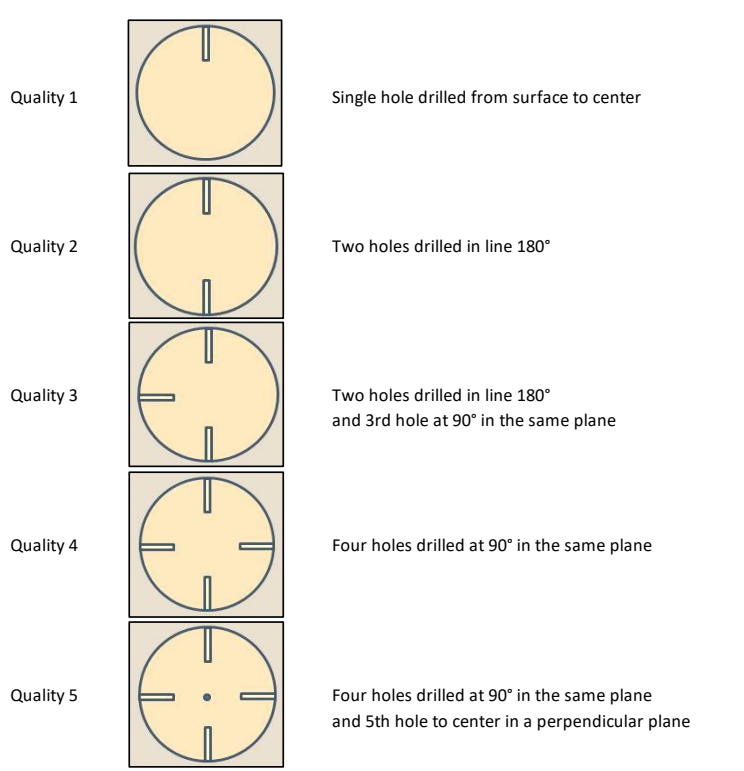 Quality 1
Single hole drilled from surface to center
Quality 2
Two holes drilled in line 180°
Quality 3
Two holes drilled in line 180°
and 3rd hole at 90° in the same plane
Quality 4
Four holes drilled at 90° in the same plane
Quality 5
Four holes drilled at 90° in the same plane
and 5th hole to center in a perpendicular plane